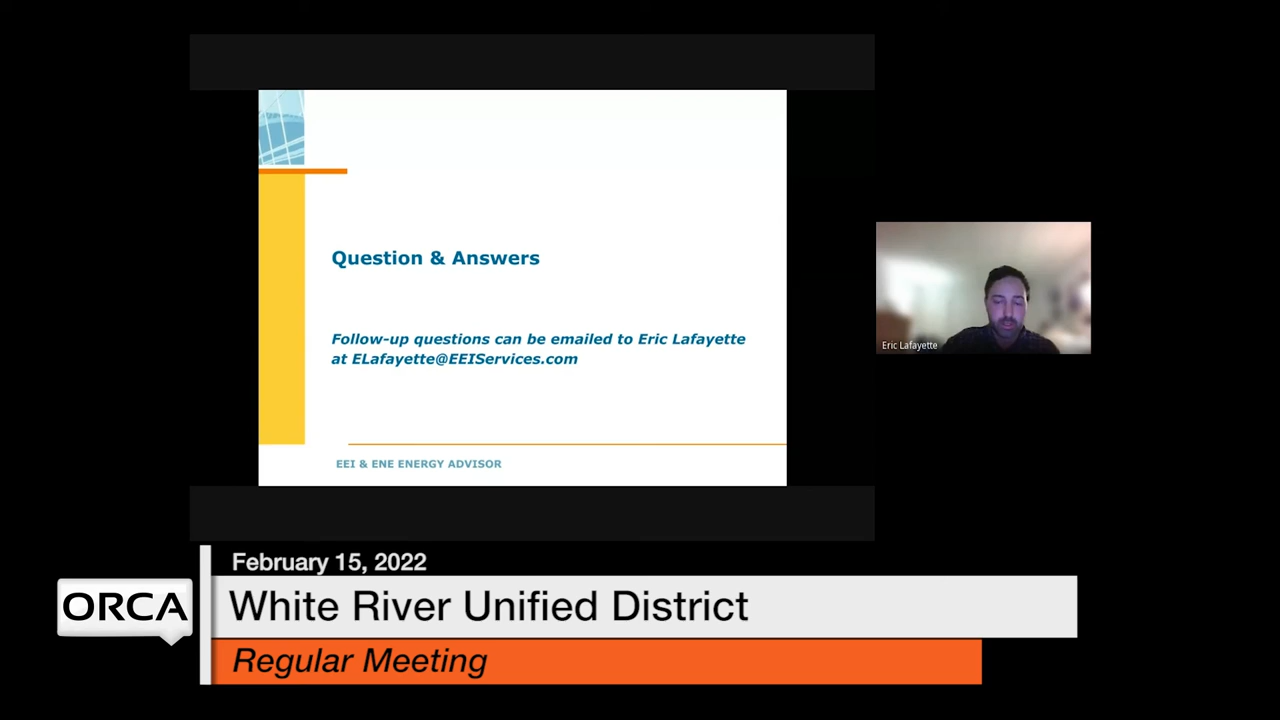 Question & Answers
Follow-up questions can be emailed to Eric Lafayette
at ELafayette@EEIServices.com
EEI & ENE ENERGY ADVISOR
Eric Lafayette
February 15, 2022
ORCA
White River Unified District
Regular Meeting